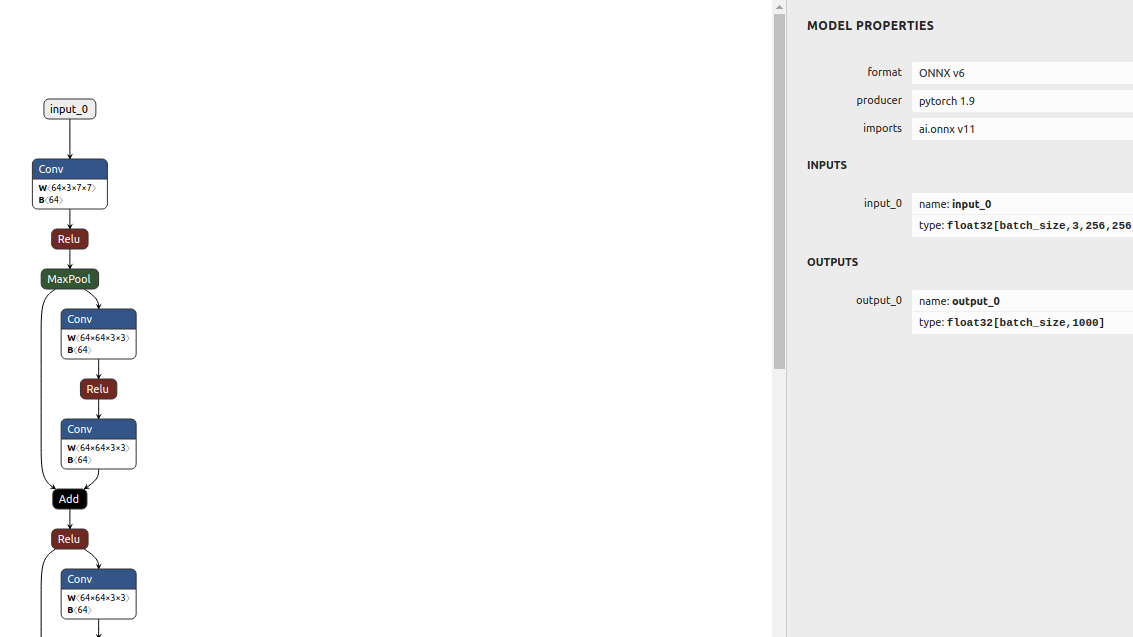 input_0
Conv
W⟨64×3×7×7⟩
B⟨64⟩
Relu
MaxPool
Conv
W⟨64×64×3×3⟩
B⟨64⟩
Relu
Conv
W⟨64×64×3×3⟩
B⟨64⟩
Add
Relu
Conv
W⟨64×64×3×3⟩
B⟨64⟩
MODEL PROPERTIES
format ONNX v6
producer pytorch 1.9
imports ai.onnx v11
INPUTS
input_0 name: input_0
type: float32[batch_size,3,256,256
OUTPUTS
output_0 name: output_0
type: float32[batch_size,1000]